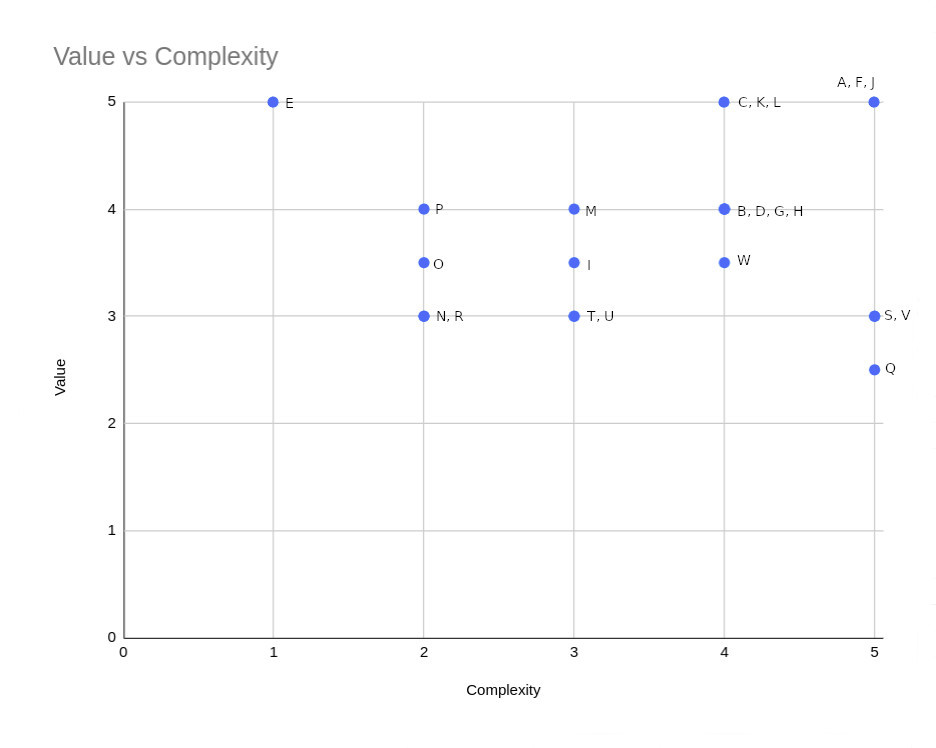 Value vs Complexity
A, F, J
5
E
C, K, L
4
P
M
B, D, G, H
O
I
W
3
N, R
T, U
S, V
Q
Value
2
1
0
0 1 2 3 4 5
Complexity